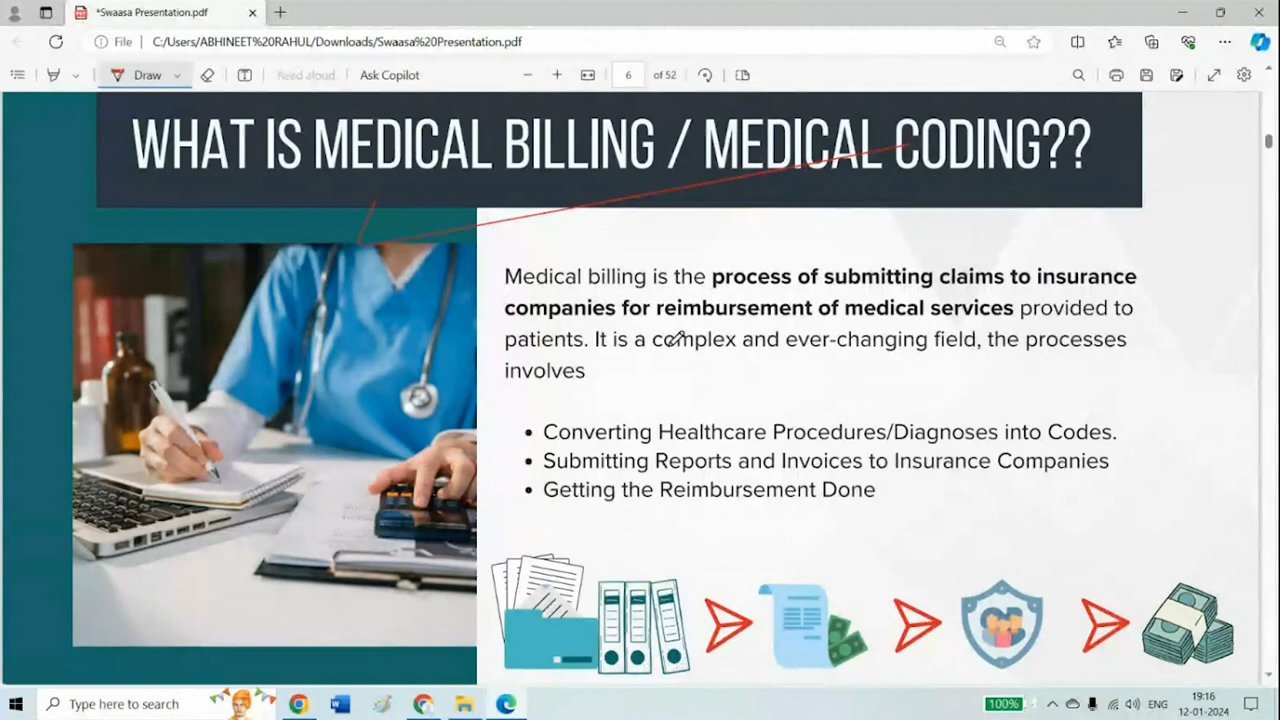 *Swaasa Presentation.pdf
File
C:/Users/ABHINEET%20RAHUL/Downloads/Swaasa%20Presentation.pdf
Draw
Read aloud
Ask Copilot
6
of 52
WHAT IS MEDICAL BILLING / MEDICAL CODING??
Medical billing is the process of submitting claims to insurance
companies for reimbursement of medical services provided to
patients. It is a complex and ever-changing field, the processes
involves
• Converting Healthcare Procedures/Diagnoses into Codes.
• Submitting Reports and Invoices to Insurance Companies
• Getting the Reimbursement Done
Type here to search
100%
ENG
19:16
12-01-2024